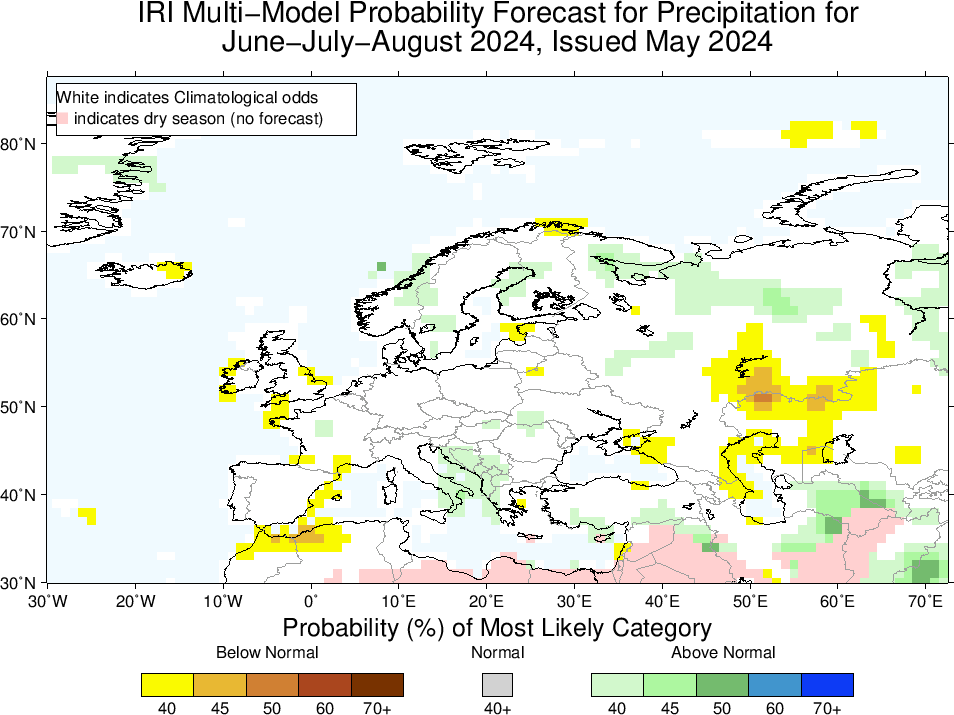 IRI Multi−Model Probability Forecast for Precipitation for
June−July−August 2024, Issued May 2024
White indicates Climatological odds
indicates dry season (no forecast)
80˚N
70˚N
60˚N
50˚N
40˚N
30˚N
30˚W 20˚W 10˚W 0˚ 10˚E 20˚E 30˚E 40˚E 50˚E 60˚E 70˚E
Probability (%) of Most Likely Category
Below Normal Normal Above Normal
40 45 50 60 70+ 40+ 40 45 50 60 70+